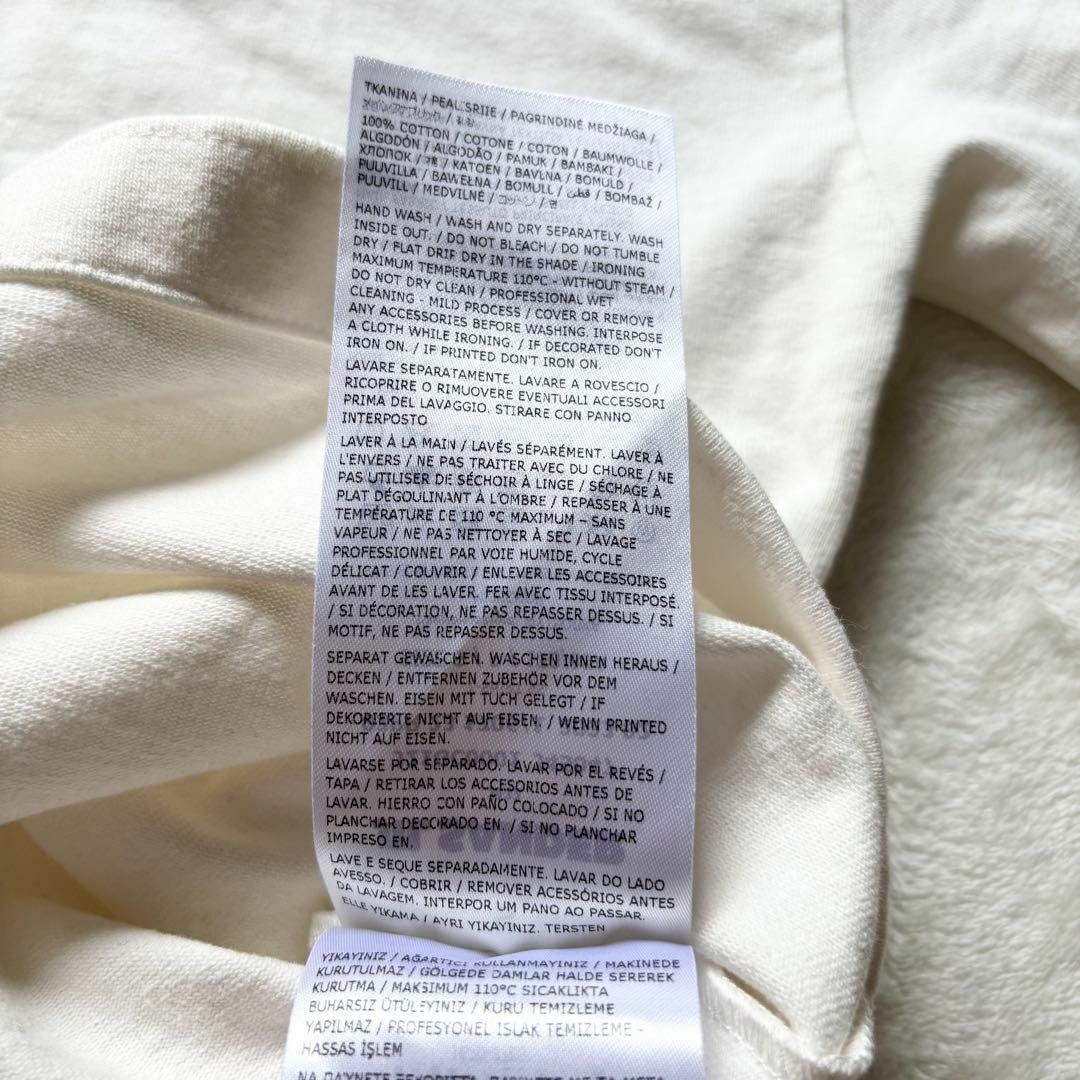 TKANINA / PEALISRIIE / PAGRINDINĖ MEDŽIAGA /
100% COTTON / COTONE / COTON / BAUMWOLLE /
ALGODÓN / ALGODÃO / PAMUK / BAMBAKI /
ХЛОПОК / 棉 / KATOEN / BAVLNA / BOMULD /
PUUVILLA / BAWEŁNA / BOMULL / قطن / BOMBAŽ /
PUUVILL / MEDVILNĖ / コットン / 면
HAND WASH / WASH AND DRY SEPARATELY. WASH
INSIDE OUT. / DO NOT BLEACH / DO NOT TUMBLE
DRY / FLAT DRIP DRY IN THE SHADE / IRONING
MAXIMUM TEMPERATURE 110°C - WITHOUT STEAM /
DO NOT DRY CLEAN / PROFESSIONAL WET
CLEANING - MILD PROCESS / COVER OR REMOVE
ANY ACCESSORIES BEFORE WASHING. INTERPOSE
A CLOTH WHILE IRONING. / IF DECORATED DON'T
IRON ON. / IF PRINTED DON'T IRON ON.
LAVARE SEPARATAMENTE. LAVARE A ROVESCIO /
RICOPRIRE O RIMUOVERE EVENTUALI ACCESSORI
PRIMA DEL LAVAGGIO. STIRARE CON PANNO
INTERPOSTO
LAVER À LA MAIN / LAVÉS SÉPARÉMENT. LAVER À
L'ENVERS / NE PAS TRAITER AVEC DU CHLORE / NE
PAS UTILISER DE SÉCHOIR À LINGE / SÉCHAGE À
PLAT DÉGOULINANT À L'OMBRE / REPASSER À UNE
TEMPÉRATURE DE 110 °C MAXIMUM – SANS
VAPEUR / NE PAS NETTOYER À SEC / LAVAGE
PROFESSIONNEL PAR VOIE HUMIDE, CYCLE
DÉLICAT / COUVRIR / ENLEVER LES ACCESSOIRES
AVANT DE LES LAVER. FER AVEC TISSU INTERPOSÉ.
/ SI DÉCORATION, NE PAS REPASSER DESSUS. / SI
MOTIF, NE PAS REPASSER DESSUS.
SEPARAT GEWASCHEN. WASCHEN INNEN HERAUS /
DECKEN / ENTFERNEN ZUBEHÖR VOR DEM
WASCHEN. EISEN MIT TUCH GELEGT / IF
DEKORIERTE NICHT AUF EISEN. / WENN PRINTED
NICHT AUF EISEN.
LAVARSE POR SEPARADO. LAVAR POR EL REVÉS /
TAPA / RETIRAR LOS ACCESORIOS ANTES DE
LAVAR. HIERRO CON PAÑO COLOCADO / SI NO
PLANCHAR DECORADO EN. / SI NO PLANCHAR
IMPRESO EN.
LAVE E SEQUE SEPARADAMENTE. LAVAR DO LADO
AVESSO. / COBRIR / REMOVER ACESSÓRIOS ANTES
DA LAVAGEM. INTERPOR UM PANO AO PASSAR.
ELLE YIKAMA / AYRI YIKAYINIZ. TERSTEN
YIKAYINIZ / AĞARTICI KULLANMAYINIZ / MAKINEDE
KURUTULMAZ / GÖLGEDE DAMLAR HALDE SEREREK
KURUTMA / MAKSIMUM 110°C SICAKLIKTA
BUHARSIZ ÜTÜLEYINIZ / KURU TEMIZLEME
YAPILMAZ / PROFESYONEL ISLAK TEMIZLEME -
HASSAS İŞLEM